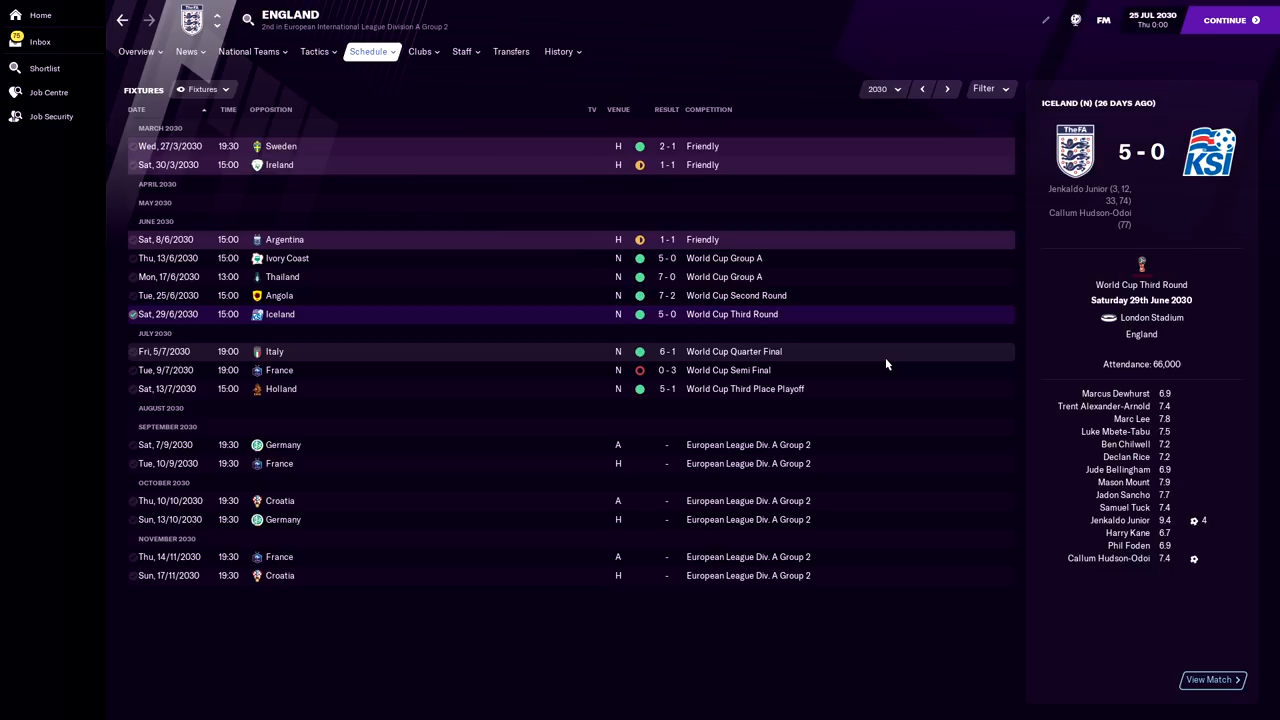 Home
75
Inbox
Shortlist
Job Centre
Job Security
The FA
ENGLAND
2nd in European International League Division A Group 2
FM
25 JUL 2030
Thu 0:00
CONTINUE
Overview
News
National Teams
Tactics
Schedule
Clubs
Staff
Transfers
History
FIXTURES
Fixtures
2030
Filter
DATE TIME OPPOSITION TV VENUE RESULT COMPETITION
MARCH 2030
Wed, 27/3/2030 19:30 Sweden H 2 - 1 Friendly
Sat, 30/3/2030 15:00 Ireland H 1 - 1 Friendly
APRIL 2030
MAY 2030
JUNE 2030
Sat, 8/6/2030 15:00 Argentina H 1 - 1 Friendly
Thu, 13/6/2030 15:00 Ivory Coast N 5 - 0 World Cup Group A
Mon, 17/6/2030 13:00 Thailand N 7 - 0 World Cup Group A
Tue, 25/6/2030 15:00 Angola N 7 - 2 World Cup Second Round
Sat, 29/6/2030 15:00 Iceland N 5 - 0 World Cup Third Round
JULY 2030
Fri, 5/7/2030 19:00 Italy N 6 - 1 World Cup Quarter Final
Tue, 9/7/2030 19:00 France N 0 - 3 World Cup Semi Final
Sat, 13/7/2030 15:00 Holland N 5 - 1 World Cup Third Place Playoff
AUGUST 2030
SEPTEMBER 2030
Sat, 7/9/2030 19:30 Germany A - European League Div. A Group 2
Tue, 10/9/2030 19:30 France H - European League Div. A Group 2
OCTOBER 2030
Thu, 10/10/2030 19:30 Croatia A - European League Div. A Group 2
Sun, 13/10/2030 19:30 Germany H - European League Div. A Group 2
NOVEMBER 2030
Thu, 14/11/2030 19:30 France A - European League Div. A Group 2
Sun, 17/11/2030 19:30 Croatia H - European League Div. A Group 2
ICELAND (N) (26 DAYS AGO)
The FA
5 - 0
KSÍ
Jenkaldo Junior (3, 12,
33, 74)
Callum Hudson-Odoi
(77)
World Cup Third Round
Saturday 29th June 2030
London Stadium
England
Attendance: 66,000
Marcus Dewhurst 6.9
Trent Alexander-Arnold 7.4
Marc Lee 7.8
Luke Mbete-Tabu 7.5
Ben Chilwell 7.2
Declan Rice 7.2
Jude Bellingham 6.9
Mason Mount 7.9
Jadon Sancho 7.7
Samuel Tuck 7.4
Jenkaldo Junior 9.4 4
Harry Kane 6.7
Phil Foden 6.9
Callum Hudson-Odoi 7.4
View Match